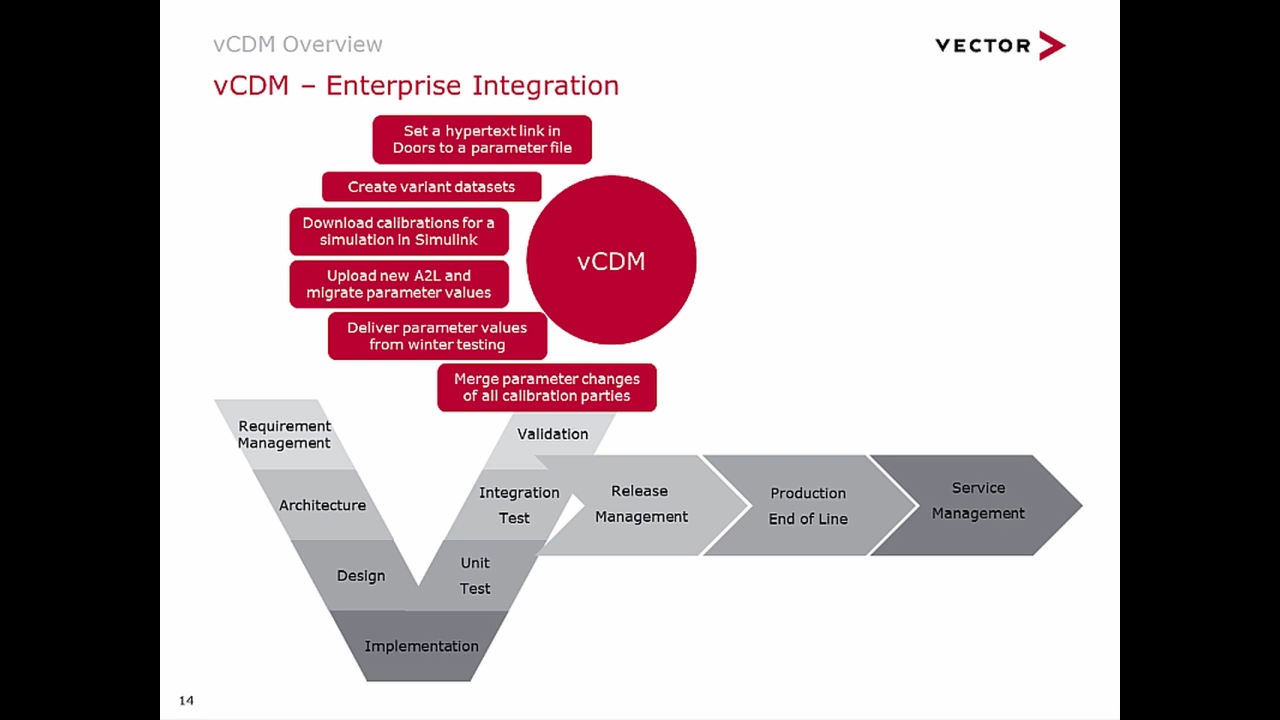 vCDM Overview
VECTOR
vCDM – Enterprise Integration
Set a hypertext link in
Doors to a parameter file
Create variant datasets
Download calibrations for a
simulation in Simulink
Upload new A2L and
migrate parameter values
Deliver parameter values
from winter testing
Merge parameter changes
of all calibration parties
vCDM
Requirement
Management
Architecture
Design
Implementation
Unit
Test
Integration
Test
Validation
Release
Management
Production
End of Line
Service
Management
14